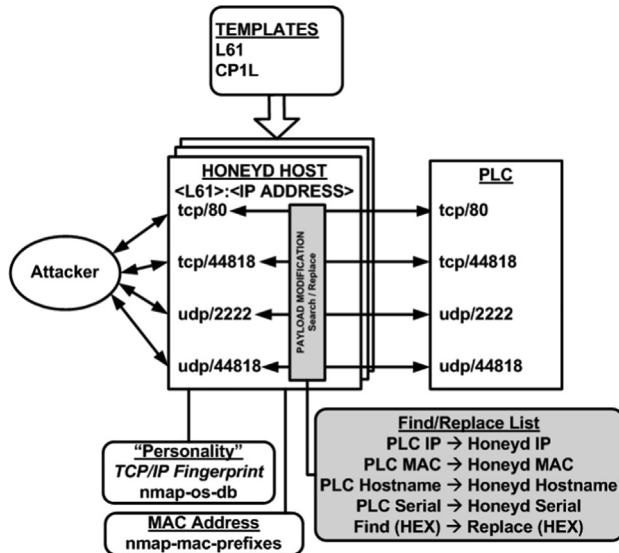 TEMPLATES
L61
CP1L
HONEYD HOST
<L61>:<IP ADDRESS>
tcp/80
tcp/44818
udp/2222
udp/44818
PAYLOAD MODIFICATION
Search / Replace
PLC
tcp/80
tcp/44818
udp/2222
udp/44818
Attacker
"Personality"
TCP/IP Fingerprint
nmap-os-db
MAC Address
nmap-mac-prefixes
Find/Replace List
PLC IP → Honeyd IP
PLC MAC → Honeyd MAC
PLC Hostname → Honeyd Hostname
PLC Serial → Honeyd Serial
Find (HEX) → Replace (HEX)